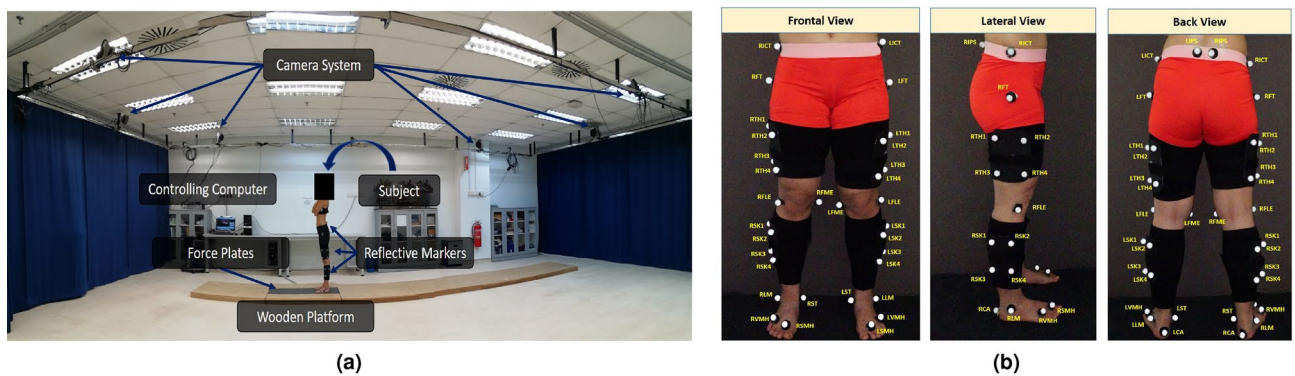 Camera System
Controlling Computer
Subject
Force Plates
Reflective Markers
Wooden Platform
(a)
Frontal View
RICT
LICT
RFT
LFT
RTH1
RTH2
RTH3
RTH4
LTH1
LTH2
LTH3
LTH4
RFLE
RFME
LFME
LFLE
RSK1
RSK2
RSK3
RSK4
LSK1
LSK2
LSK3
LSK4
RLM
RST
LST
LLM
RVMH
RSMH
LVMH
LSMH
Lateral View
RIPS
RICT
RFT
RTH1
RTH2
RTH3
RTH4
RFLE
RSK1
RSK2
RSK3
RSK4
RCA
RLM
RVMH
RSMH
Back View
LIPS
RIPS
LICT
RICT
LFT
RFT
LTH1
LTH2
LTH3
LTH4
RTH1
RTH2
RTH3
RTH4
LFLE
LFME
RFME
RFLE
LSK1
LSK2
LSK3
LSK4
RSK1
RSK2
RSK3
RSK4
LVMH
LLM
LST
LCA
RST
RCA
RVMH
RLM
(b)